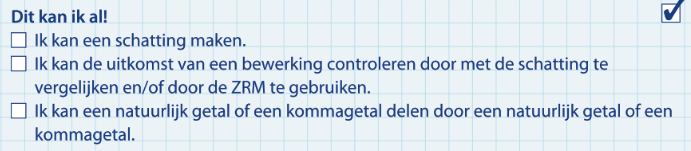 Dit kan ik al!
Ik kan een schatting maken.
Ik kan de uitkomst van een bewerking controleren door met de schatting te
vergelijken en/of door de ZRM te gebruiken.
Ik kan een natuurlijk getal of een kommagetal delen door een natuurlijk getal of een
kommagetal.